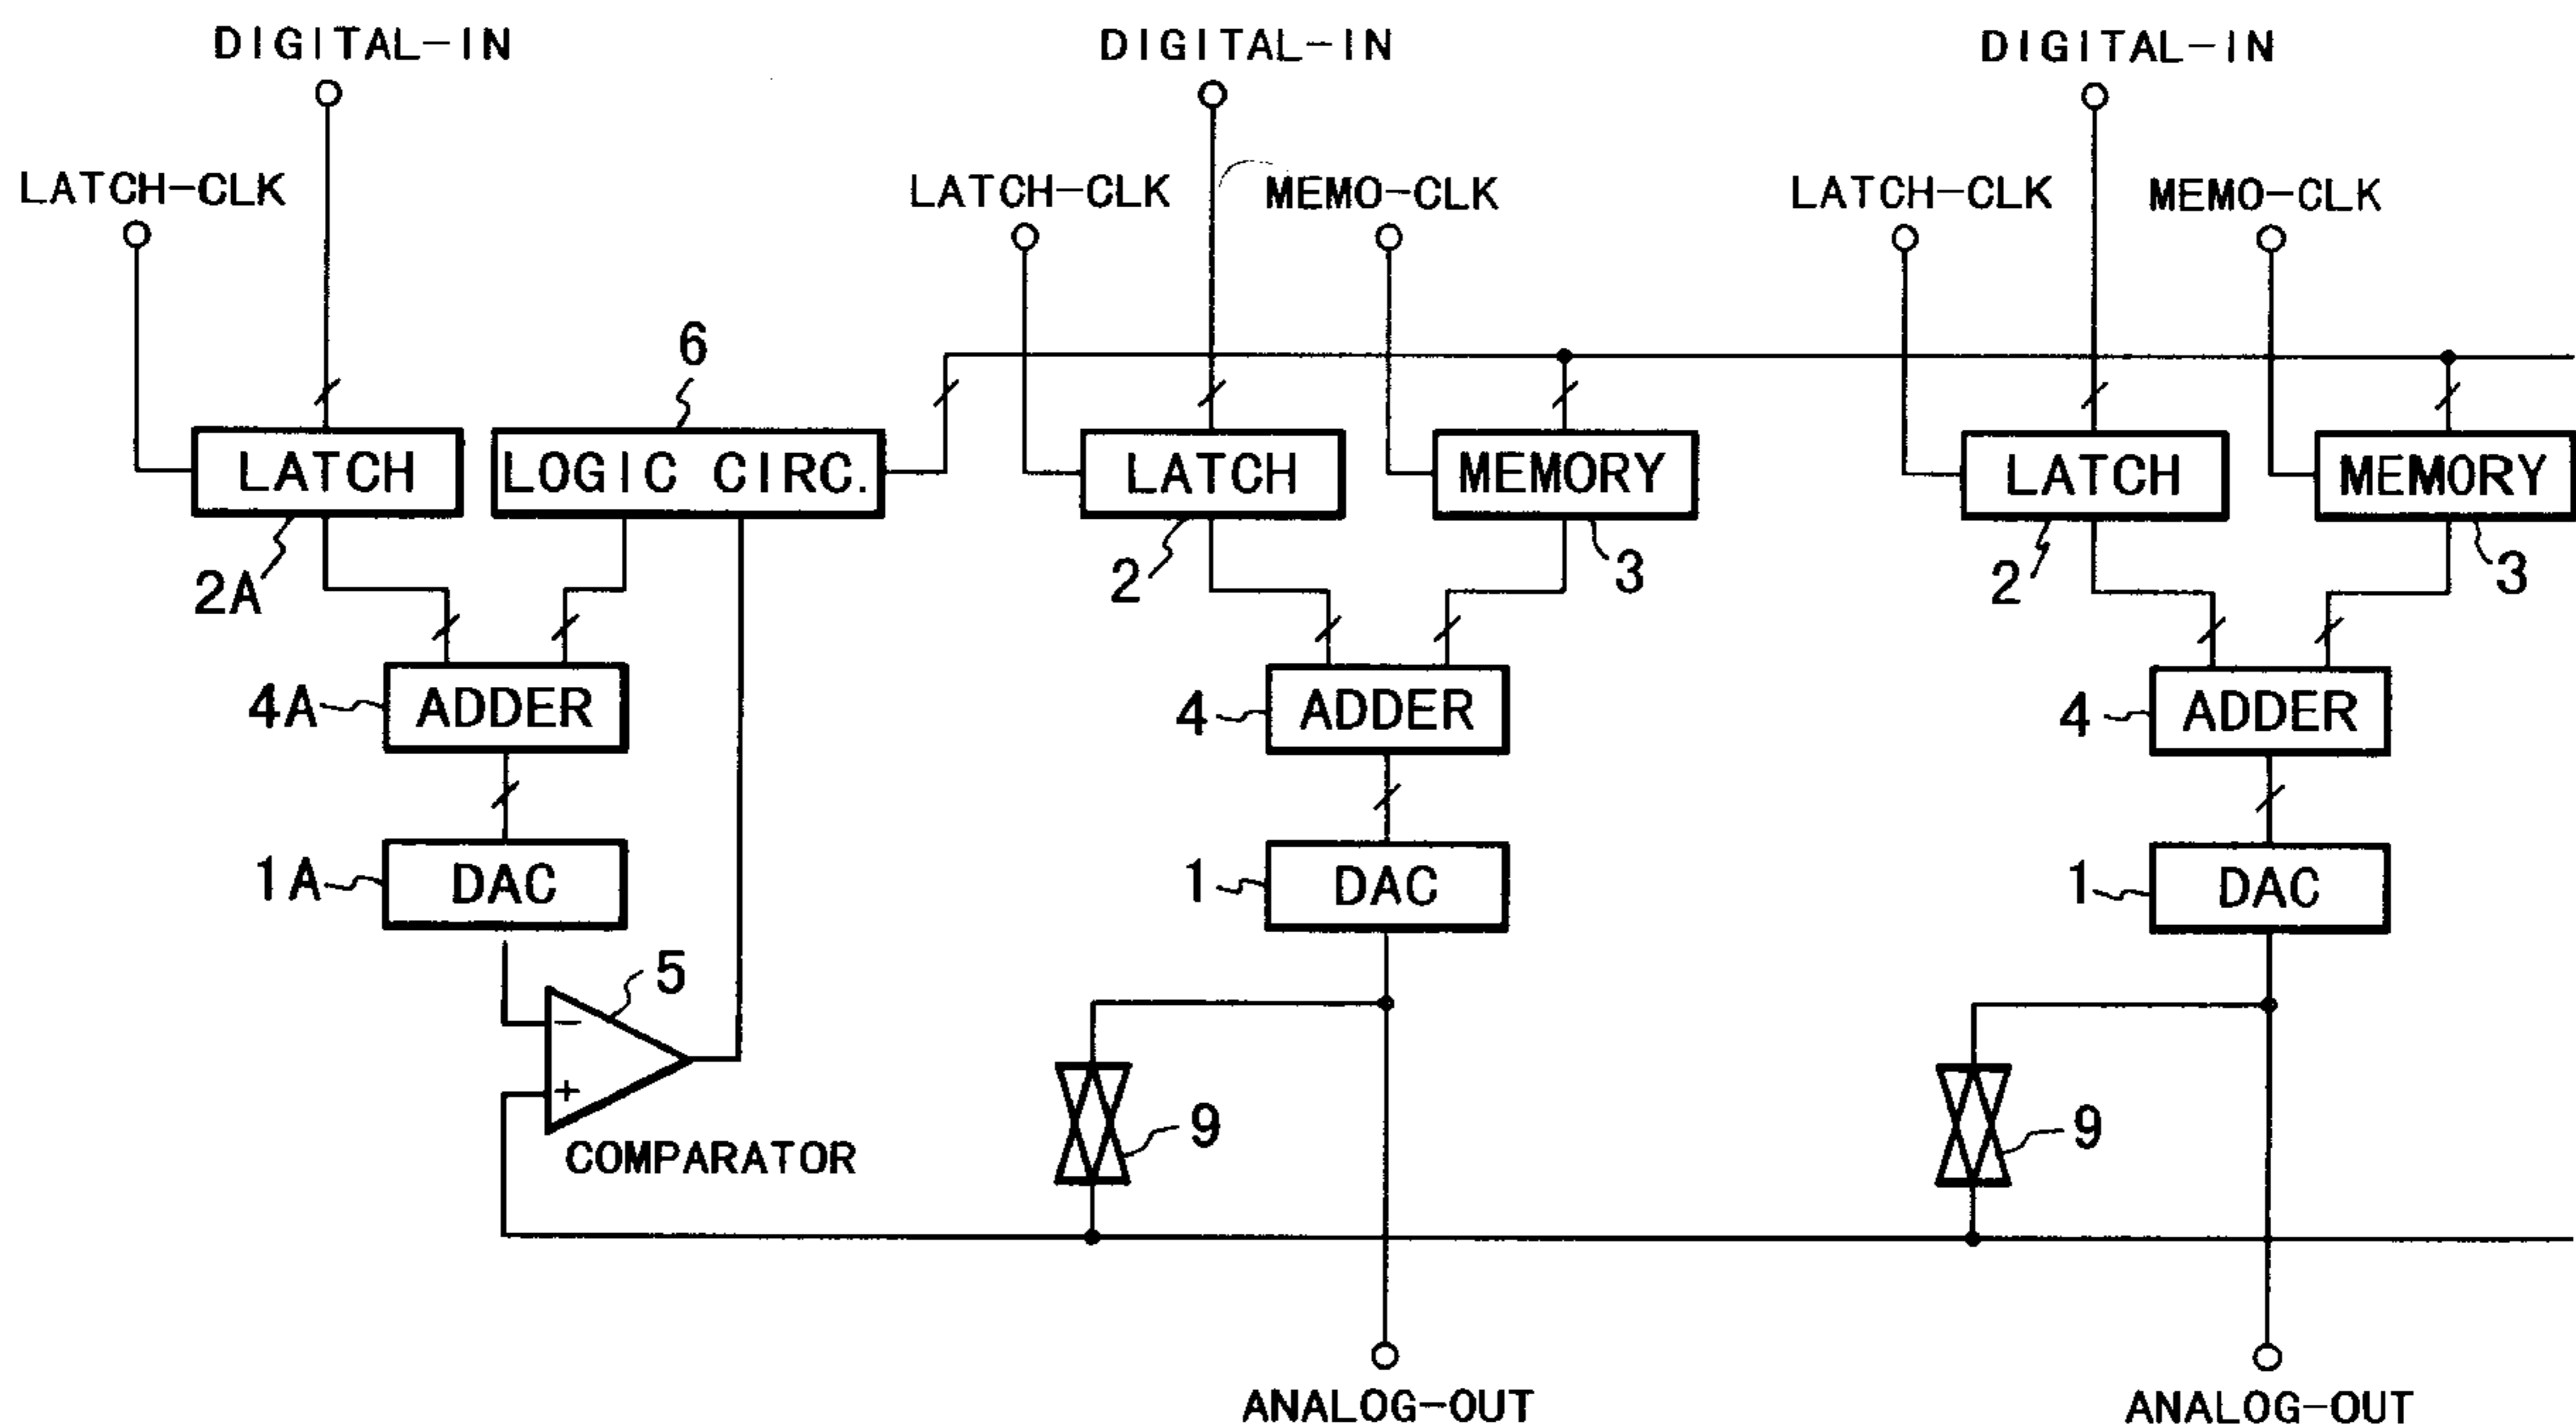 DIGITAL-IN DIGITAL-IN DIGITAL-IN
LATCH-CLK LATCH-CLK MEMO-CLK LATCH-CLK MEMO-CLK
6
LATCH LOGIC CIRC. LATCH MEMORY LATCH MEMORY
2A 2 3 2 3
4A ADDER 4 ADDER 4 ADDER
1A DAC 1 DAC 1 DAC
5
−
+
9 9
COMPARATOR
ANALOG-OUT ANALOG-OUT